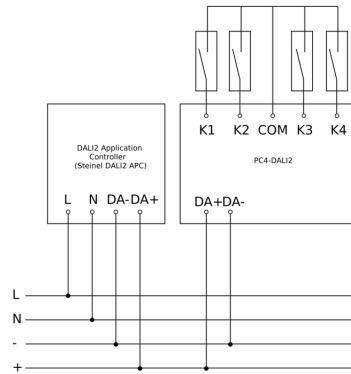 K1 K2 COM K3 K4
DALI2 Application
Controller
(Steinel DALI2 APC)
PC4-DALI2
L N DA- DA+
DA+ DA-
L
N
-
+